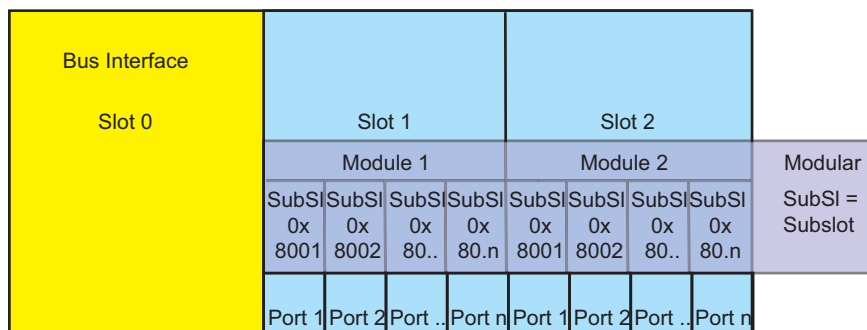 Bus Interface
Slot 0 Slot 1 Slot 2
Module 1 Module 2 Modular
SubSl SubSl SubSl SubSl SubSl SubSl SubSl SubSl SubSl =
0x 0x 0x 0x 0x 0x 0x 0x Subslot
8001 8002 80.. 80.n 8001 8002 80.. 80.n
Port 1 Port 2 Port .. Port n Port 1 Port 2 Port .. Port n